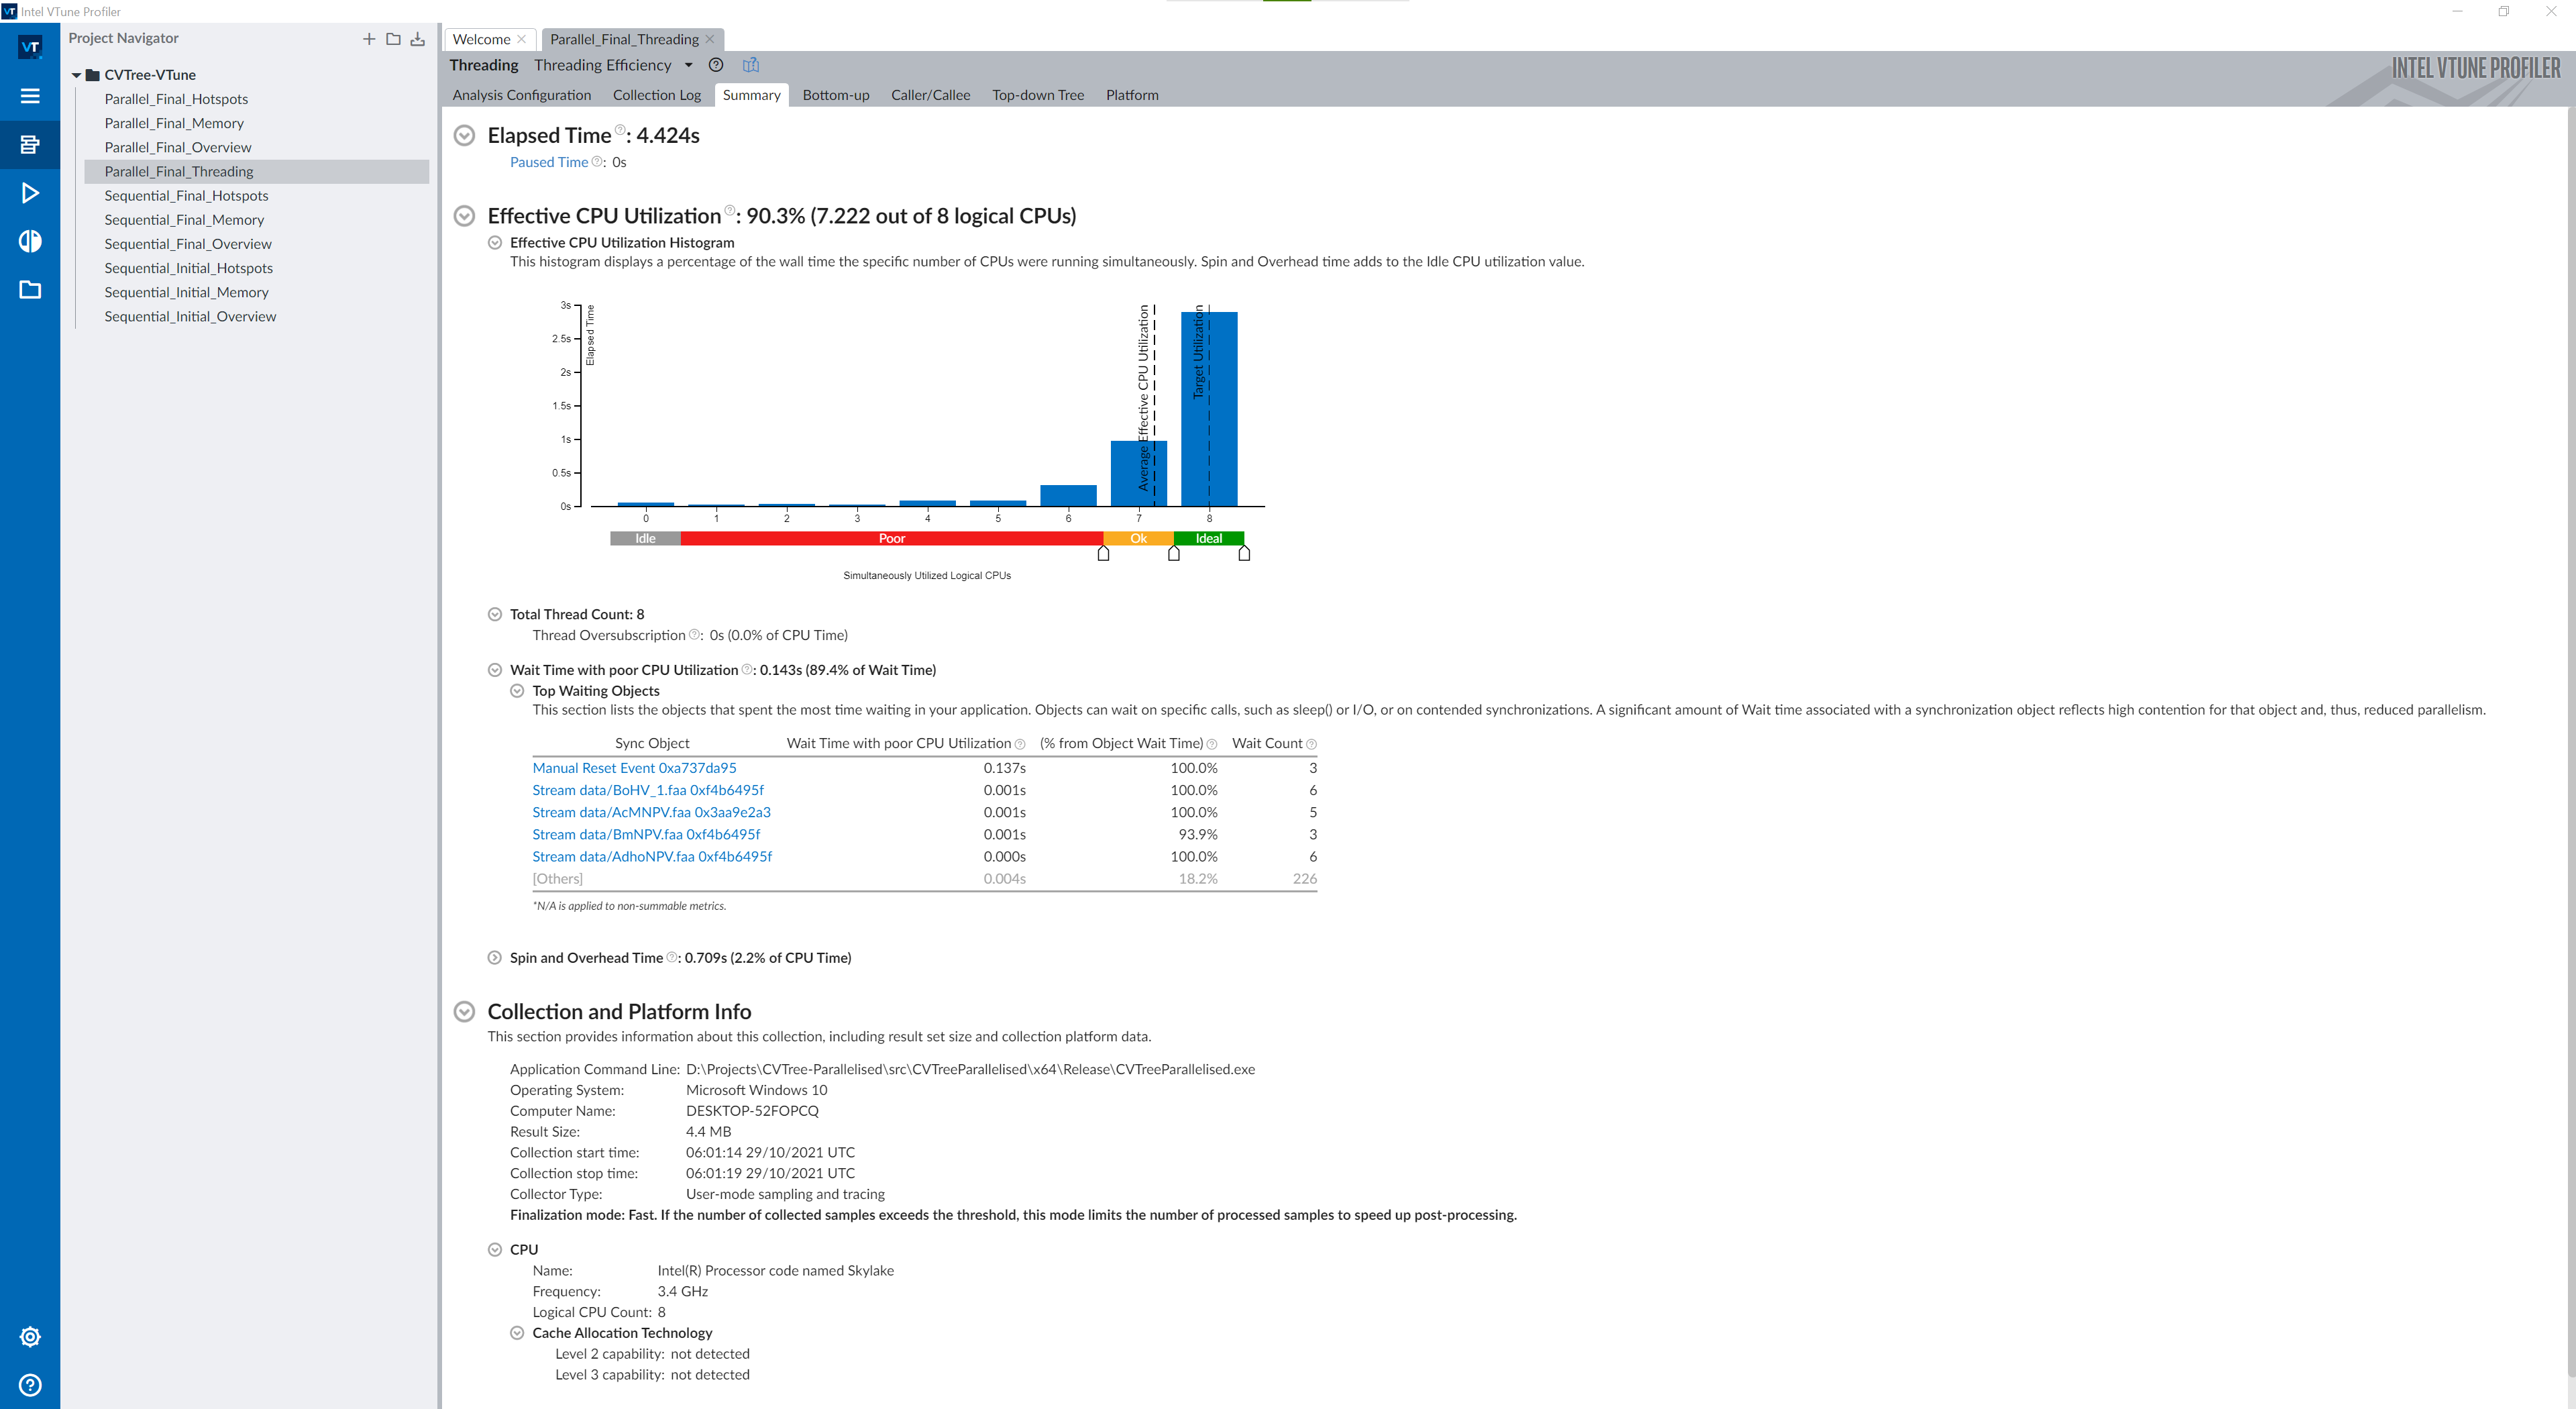 VT Intel VTune Profiler
VT
Project Navigator
CVTree-VTune
Parallel_Final_Hotspots
Parallel_Final_Memory
Parallel_Final_Overview
Parallel_Final_Threading
Sequential_Final_Hotspots
Sequential_Final_Memory
Sequential_Final_Overview
Sequential_Initial_Hotspots
Sequential_Initial_Memory
Sequential_Initial_Overview
Welcome Parallel_Final_Threading
Threading Threading Efficiency
INTEL VTUNE PROFILER
Analysis Configuration Collection Log Summary Bottom-up Caller/Callee Top-down Tree Platform
Elapsed Time: 4.424s
Paused Time: 0s
Effective CPU Utilization: 90.3% (7.222 out of 8 logical CPUs)
Effective CPU Utilization Histogram
This histogram displays a percentage of the wall time the specific number of CPUs were running simultaneously. Spin and Overhead time adds to the Idle CPU utilization value.
3s
2.5s
2s
1.5s
1s
0.5s
0s
Elapsed Time
Average Effective CPU Utilization
Target Utilization
0 1 2 3 4 5 6 7 8
Idle Poor Ok Ideal
Simultaneously Utilized Logical CPUs
Total Thread Count: 8
Thread Oversubscription: 0s (0.0% of CPU Time)
Wait Time with poor CPU Utilization: 0.143s (89.4% of Wait Time)
Top Waiting Objects
This section lists the objects that spent the most time waiting in your application. Objects can wait on specific calls, such as sleep() or I/O, or on contended synchronizations. A significant amount of Wait time associated with a synchronization object reflects high contention for that object and, thus, reduced parallelism.
Sync Object Wait Time with poor CPU Utilization (% from Object Wait Time) Wait Count
Manual Reset Event 0xa737da95 0.137s 100.0% 3
Stream data/BoHV_1.faa 0xf4b6495f 0.001s 100.0% 6
Stream data/AcMNPV.faa 0x3aa9e2a3 0.001s 100.0% 5
Stream data/BmNPV.faa 0xf4b6495f 0.001s 93.9% 3
Stream data/AdhoNPV.faa 0xf4b6495f 0.000s 100.0% 6
[Others] 0.004s 18.2% 226
*N/A is applied to non-summable metrics.
Spin and Overhead Time: 0.709s (2.2% of CPU Time)
Collection and Platform Info
This section provides information about this collection, including result set size and collection platform data.
Application Command Line: D:\Projects\CVTree-Parallelised\src\CVTreeParallelised\x64\Release\CVTreeParallelised.exe
Operating System: Microsoft Windows 10
Computer Name: DESKTOP-52FOPCQ
Result Size: 4.4 MB
Collection start time: 06:01:14 29/10/2021 UTC
Collection stop time: 06:01:19 29/10/2021 UTC
Collector Type: User-mode sampling and tracing
Finalization mode: Fast. If the number of collected samples exceeds the threshold, this mode limits the number of processed samples to speed up post-processing.
CPU
Name: Intel(R) Processor code named Skylake
Frequency: 3.4 GHz
Logical CPU Count: 8
Cache Allocation Technology
Level 2 capability: not detected
Level 3 capability: not detected